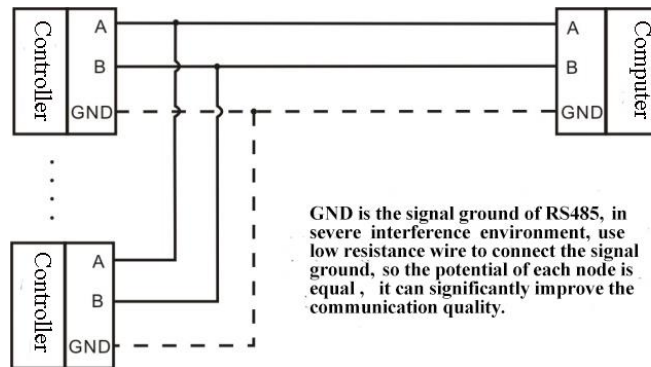 Controller
A
B
GND
A
B
GND
Computer
Controller
A
B
GND
GND is the signal ground of RS485, in
severe interference environment, use
low resistance wire to connect the signal
ground, so the potential of each node is
equal , it can significantly improve the
communication quality.